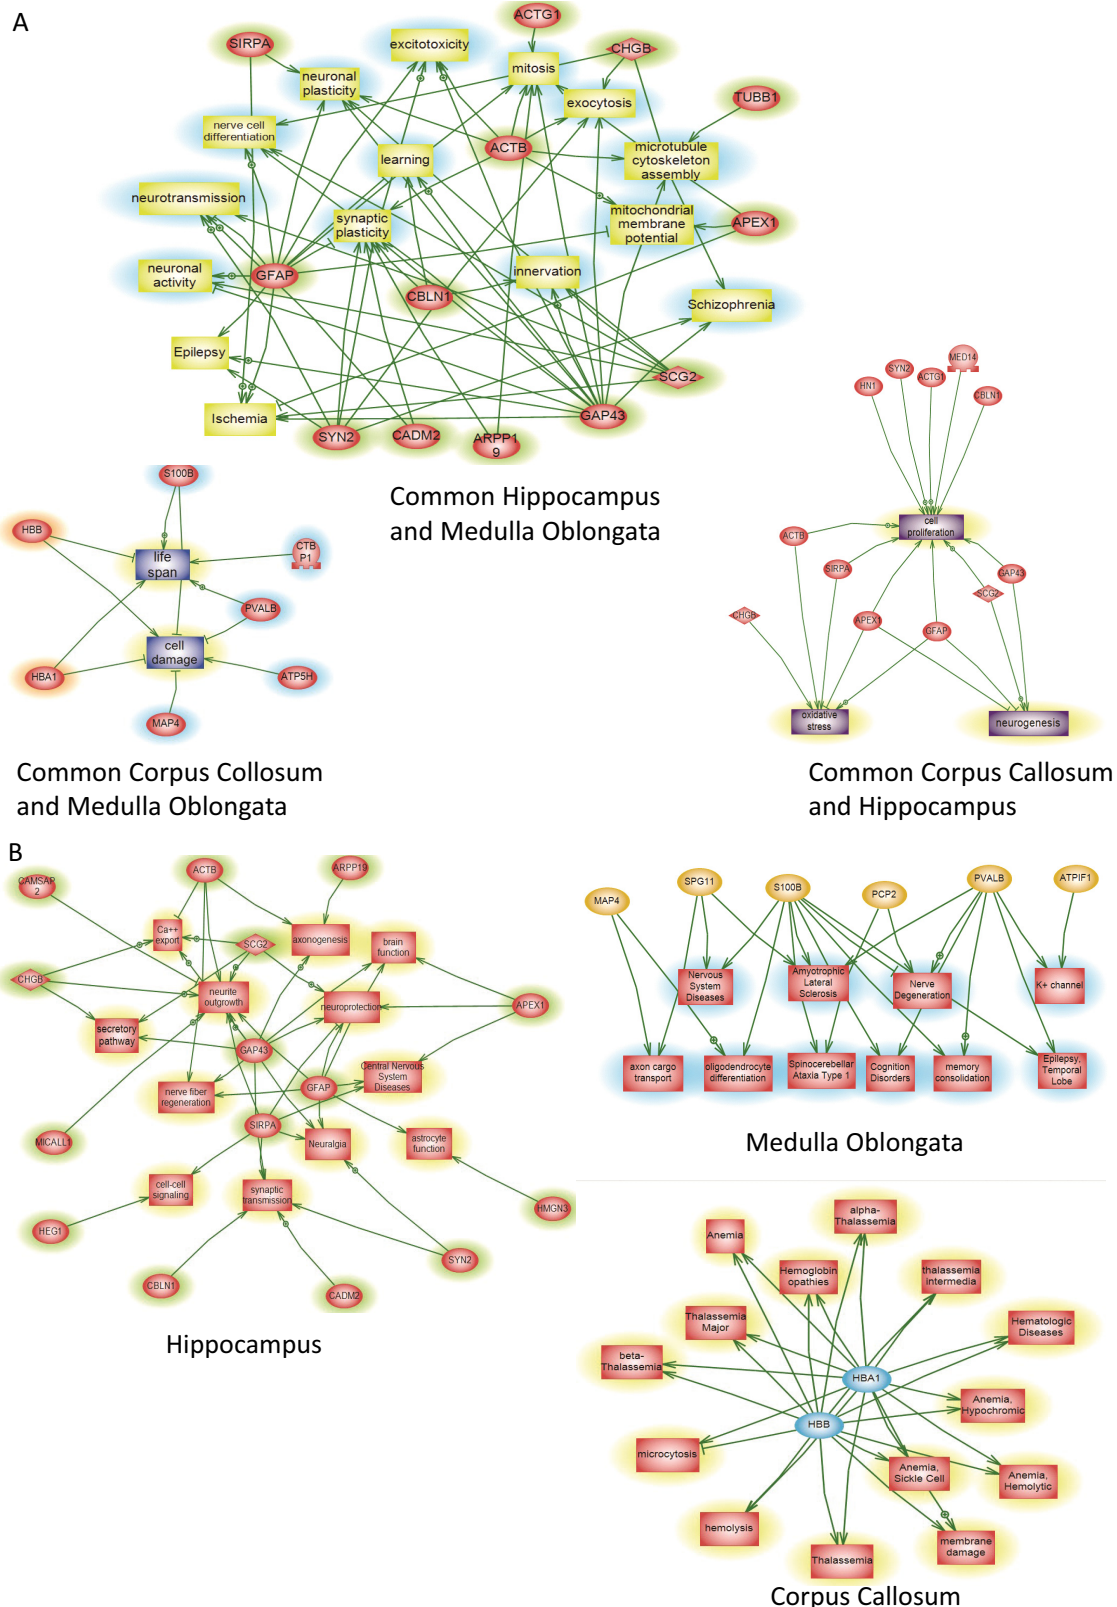 A
ACTG1
SIRPA
excitotoxicity
CHGB
mitosis
neuronal
plasticity
exocytosis
TUBB1
nerve cell
differentiation
ACTB
learning
microtubule
cytoskeleton
assembly
neurotransmission
synaptic
plasticity
mitochondrial
membrane
potential
APEX1
neuronal
activity
GFAP
innervation
CBLN1
Schizophrenia
Epilepsy
SCG2
Ischemia
GAP43
SYN2
CADM2
ARPP1
9
Common Hippocampus
and Medulla Oblongata
S100B
HBB
life
span
CTB
P1
PVALB
cell
damage
HBA1
ATP5H
MAP4
Common Corpus Collosum
and Medulla Oblongata
MED14
SYN2
ACTG1
HN1
CBLN1
cell
proliferation
ACTB
SIRPA
GAP43
SCG2
CHGB
APEX1
GFAP
oxidative
stress
neurogenesis
Common Corpus Callosum
and Hippocampus
B
CAMSAP
2
ACTB
ARPP19
Ca++
export
SCG2
axonogenesis
brain
function
CHGB
neurite
outgrowth
neuroprotection
APEX1
secretory
pathway
GAP43
Central Nervous
System
Diseases
nerve fiber
regeneration
GFAP
SIRPA
MICALL1
Neuralgia
astrocyte
function
cell-cell
signaling
synaptic
transmission
HMGN3
HEG1
SYN2
CBLN1
CADM2
Hippocampus
MAP4
SPG11
S100B
PCP2
PVALB
ATPIF1
Nervous
System
Diseases
Amyotrophic
Lateral
Sclerosis
Nerve
Degeneration
K+ channel
axon cargo
transport
oligodendrocyte
differentiation
Spinocerebellar
Ataxia Type 1
Cognition
Disorders
memory
consolidation
Epilepsy,
Temporal
Lobe
Medulla Oblongata
alpha-
Thalassemia
Anemia
Hemoglobin
opathies
thalassemia
intermedia
Thalassemia
Major
Hematologic
Diseases
beta-
Thalassemia
HBA1
Anemia,
Hypochromic
HBB
microcytosis
Anemia,
Sickle Cell
Anemia,
Hemolytic
hemolysis
membrane
damage
Thalassemia
Corpus Callosum